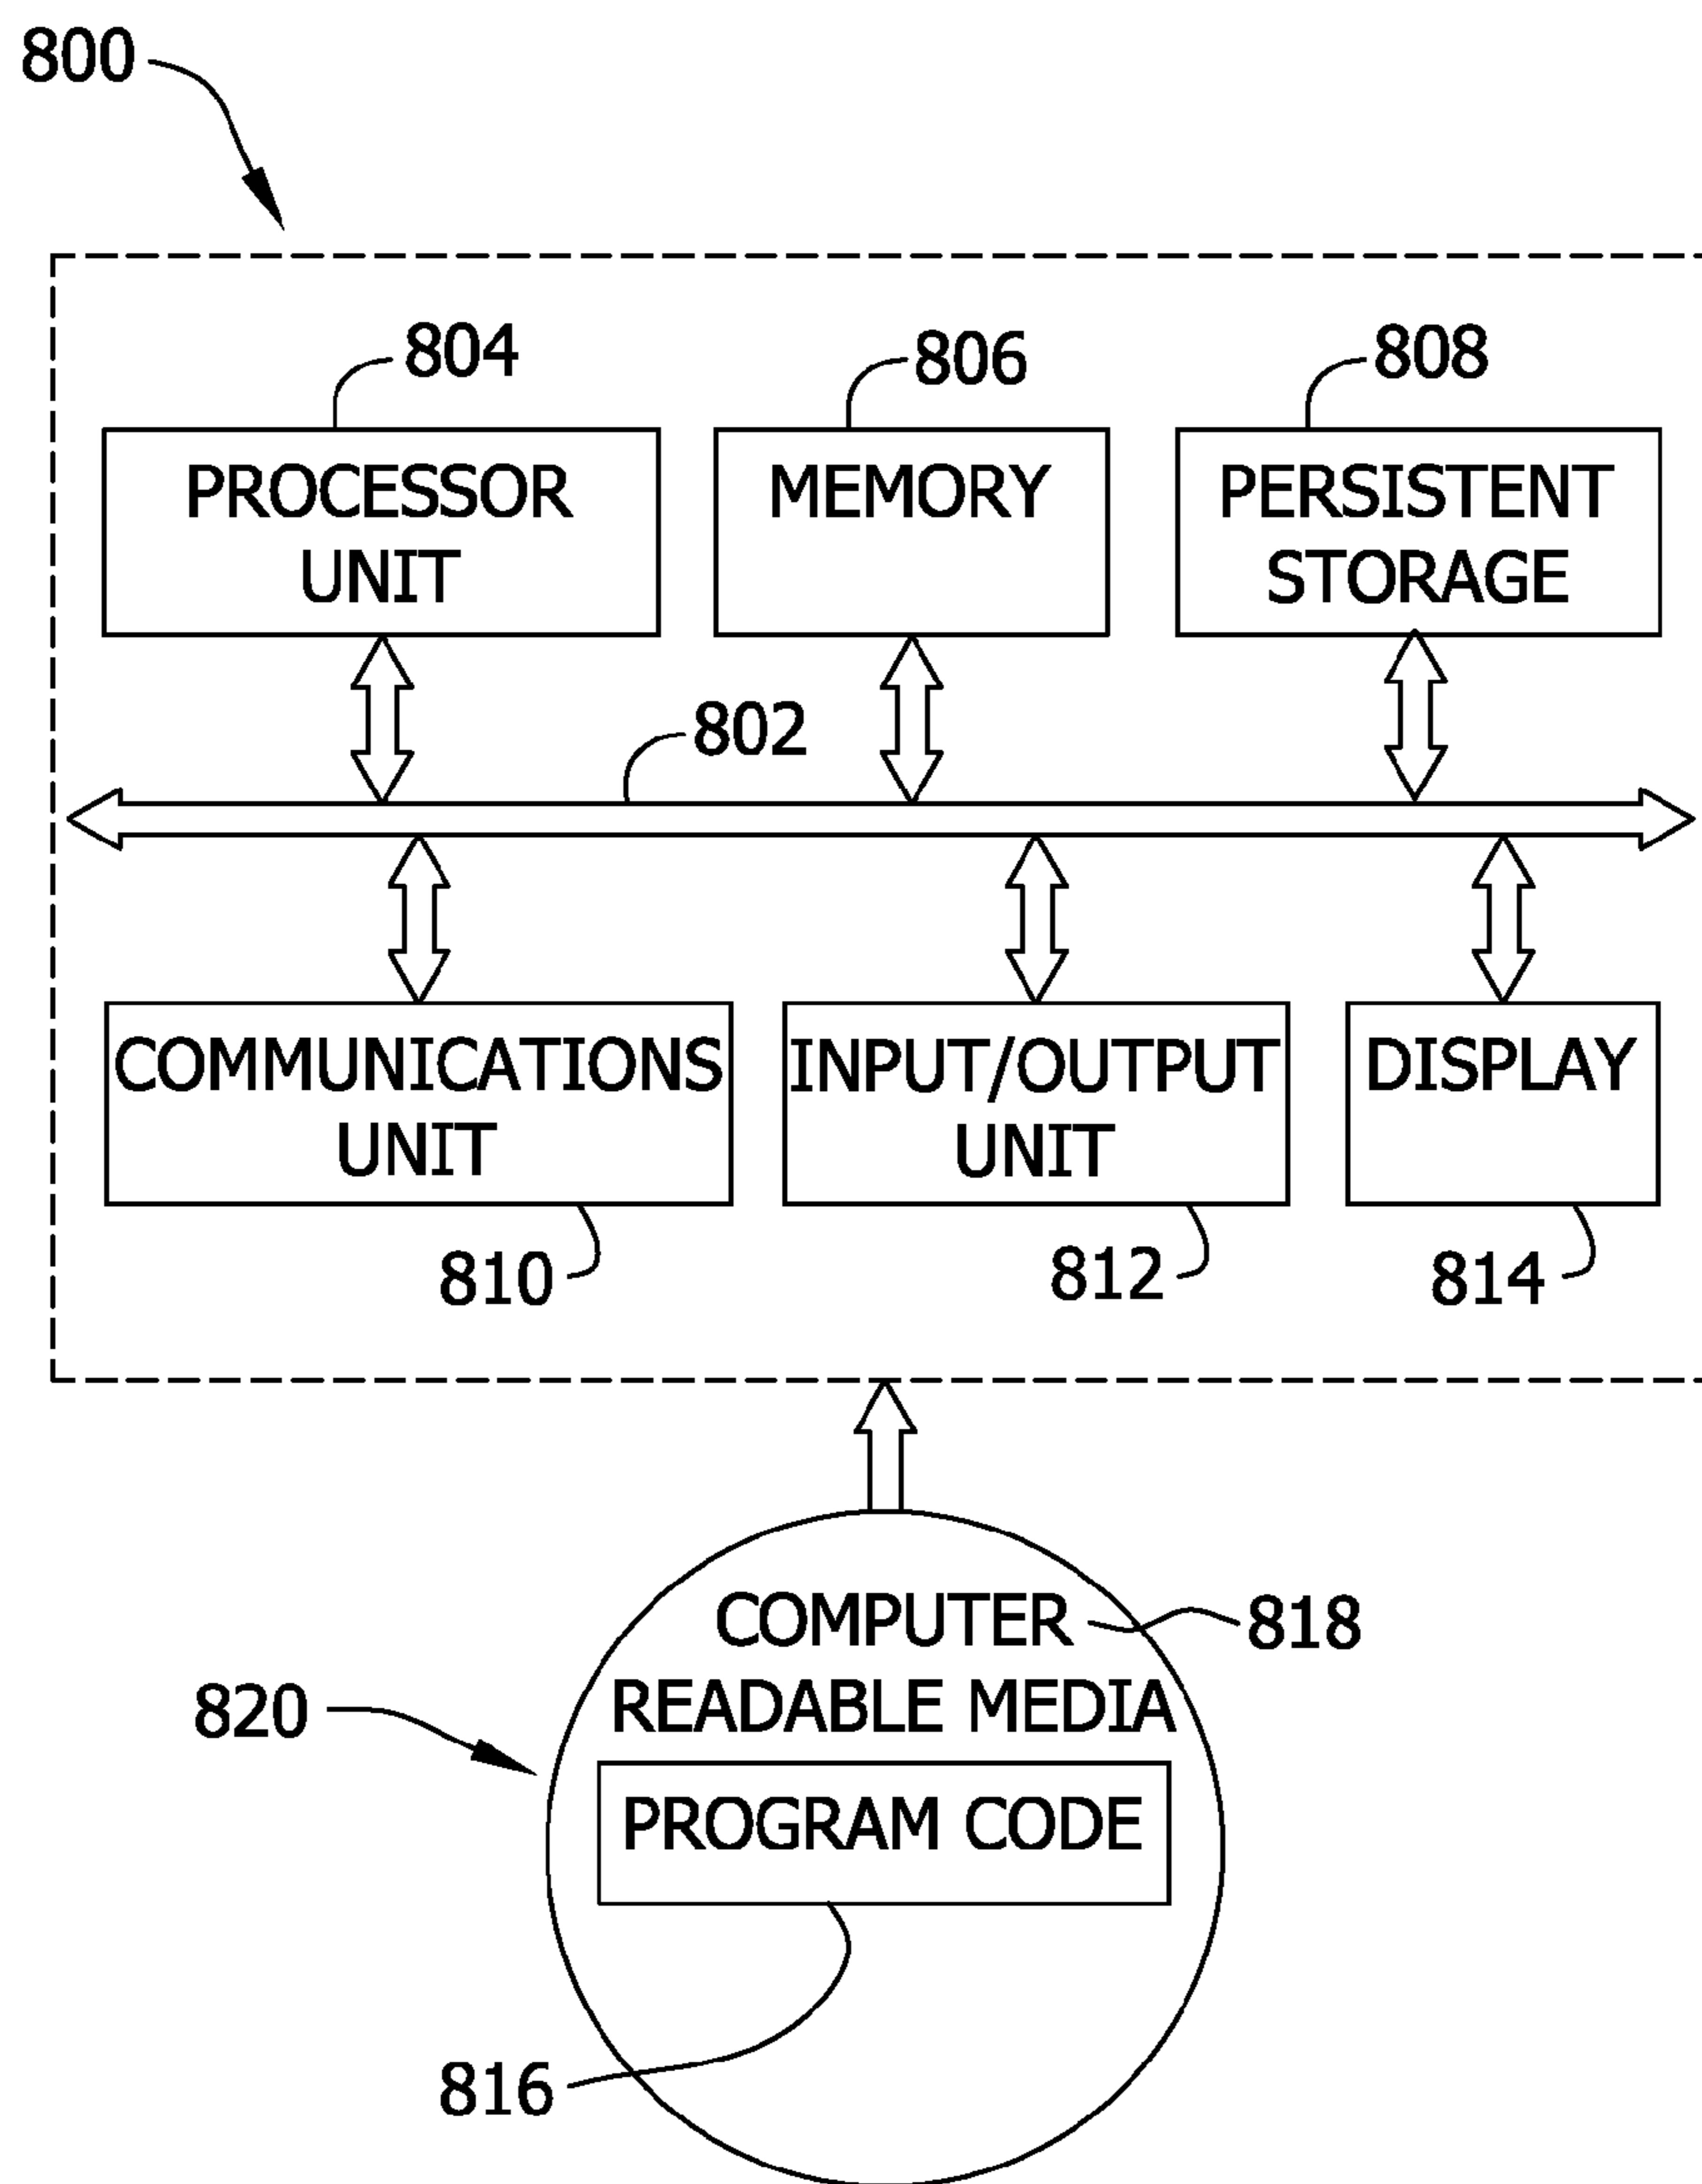 800
804
806
808
PROCESSOR
UNIT
MEMORY
PERSISTENT
STORAGE
802
COMMUNICATIONS
UNIT
INPUT/OUTPUT
UNIT
DISPLAY
810
812
814
COMPUTER
READABLE MEDIA
818
820
PROGRAM CODE
816